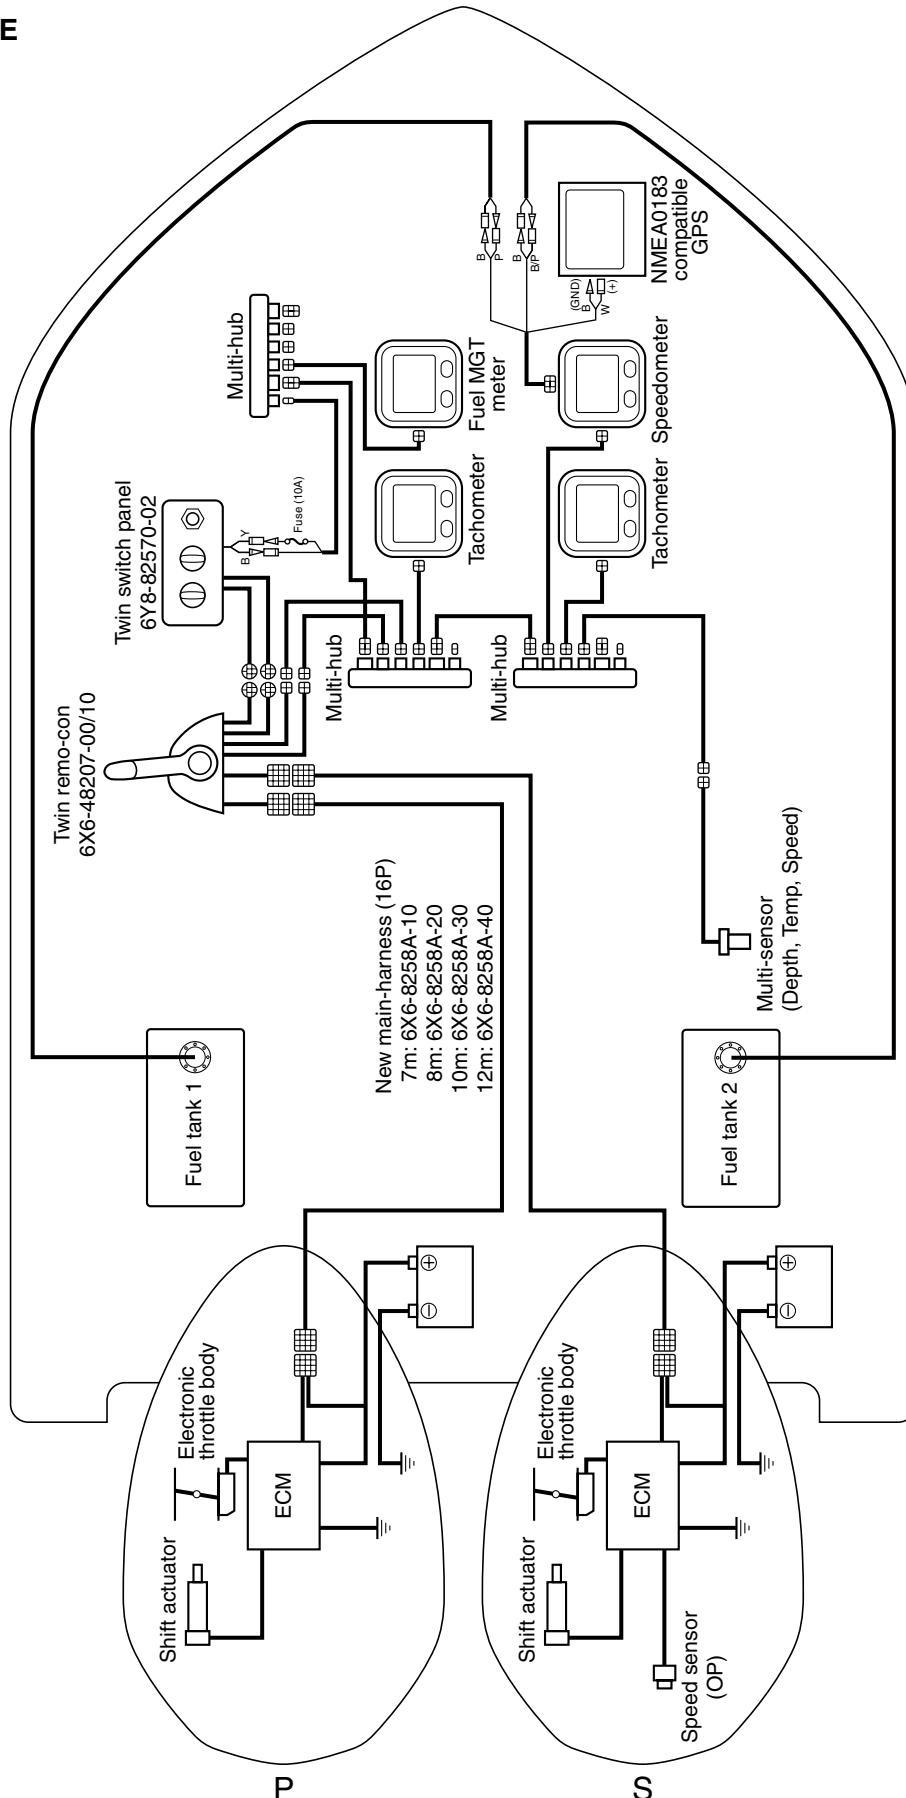 E
NMEA0183
compatible
GPS
(GND)
(+)
B
W
B
P
B
B/P
Multi-hub
Fuel MGT
meter
Speedometer
Tachometer
Tachometer
Twin switch panel
6Y8-82570-02
B
Y
Fuse (10A)
Multi-hub
Multi-hub
Twin remo-con
6X6-48207-00/10
New main-harness (16P)
7m: 6X6-8258A-10
8m: 6X6-8258A-20
10m: 6X6-8258A-30
12m: 6X6-8258A-40
Multi-sensor
(Depth, Temp, Speed)
Fuel tank 1
Fuel tank 2
+
−
+
−
Electronic
throttle body
Electronic
throttle body
ECM
ECM
Shift actuator
Shift actuator
Speed sensor
(OP)
P
S